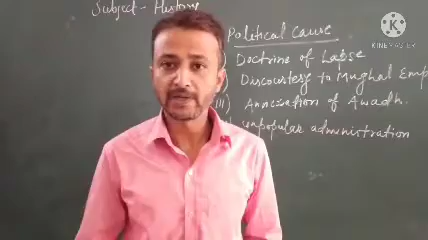 Subject - History
Political cause
Doctrine of Lapse
Discourtesy to Mughal Emp
iii) Annexation of Awadh.
unpopular administration
KINEMASTER